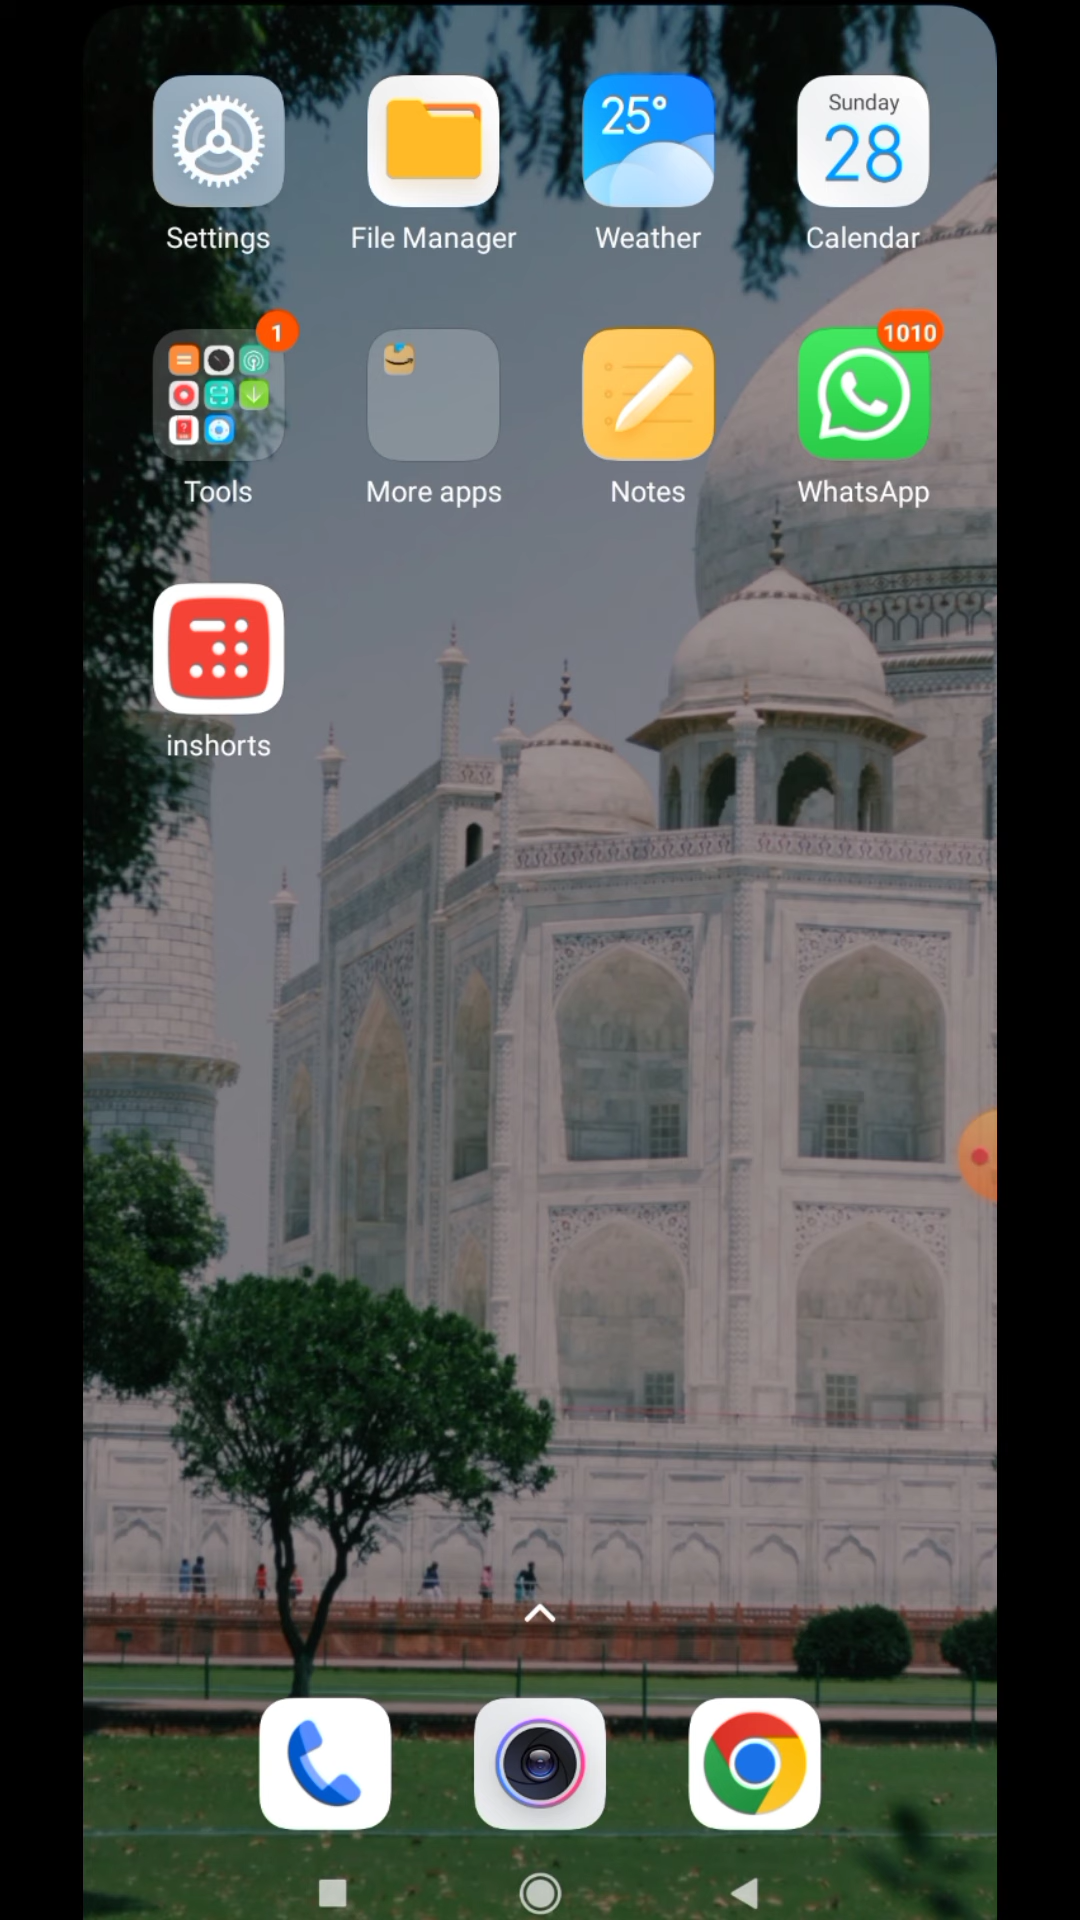 25°
Sunday
28
Settings
File Manager
Weather
Calendar
1
1010
Tools
More apps
Notes
WhatsApp
inshorts